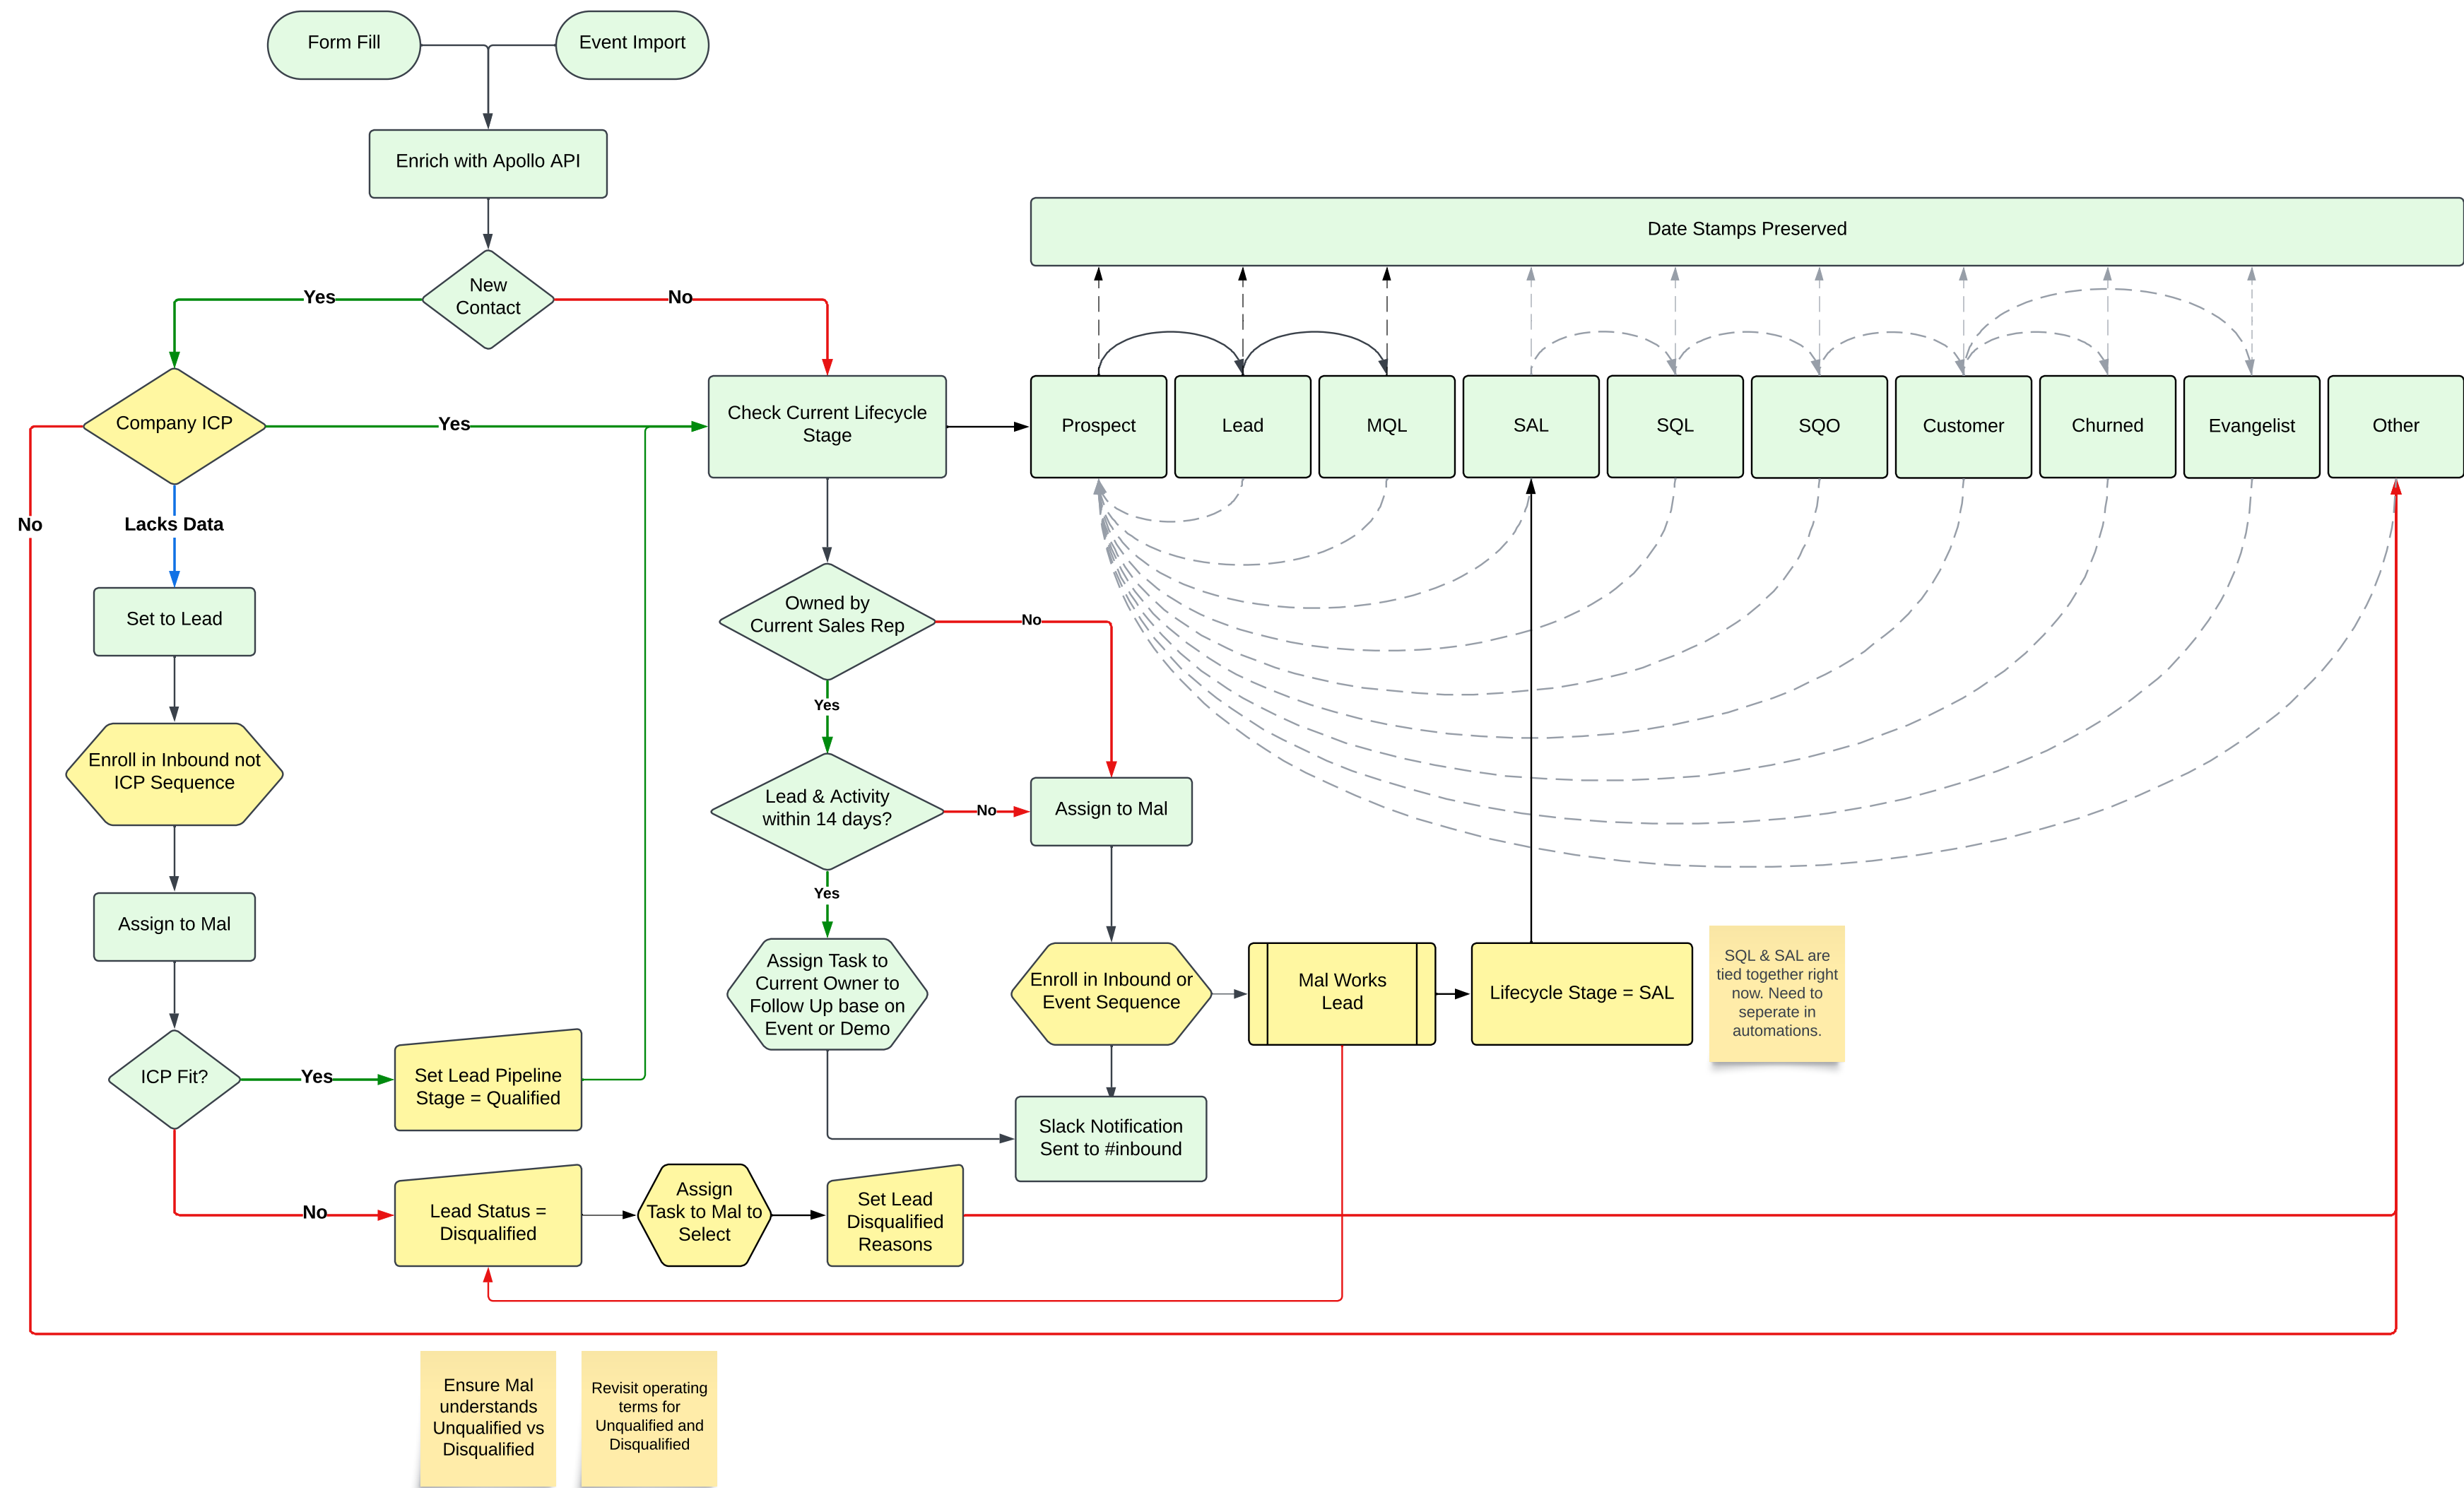 Form Fill
Event Import
Enrich with Apollo API
Date Stamps Preserved
New
Contact
Yes
No
Company ICP
Yes
Check Current Lifecycle
Stage
Prospect
Lead
MQL
SAL
SQL
SQO
Customer
Churned
Evangelist
Other
No
Lacks Data
Set to Lead
Owned by
Current Sales Rep
No
Yes
Enroll in Inbound not
ICP Sequence
Lead & Activity
within 14 days?
No
Assign to Mal
Yes
Assign to Mal
Assign Task to
Current Owner to
Follow Up base on
Event or Demo
Enroll in Inbound or
Event Sequence
Mal Works
Lead
Lifecycle Stage = SAL
SQL & SAL are
tied together right
now. Need to
seperate in
automations.
ICP Fit?
Yes
Set Lead Pipeline
Stage = Qualified
Slack Notification
Sent to #inbound
No
Lead Status =
Disqualified
Assign
Task to Mal to
Select
Set Lead
Disqualified
Reasons
Ensure Mal
understands
Unqualified vs
Disqualified
Revisit operating
terms for
Unqualified and
Disqualified